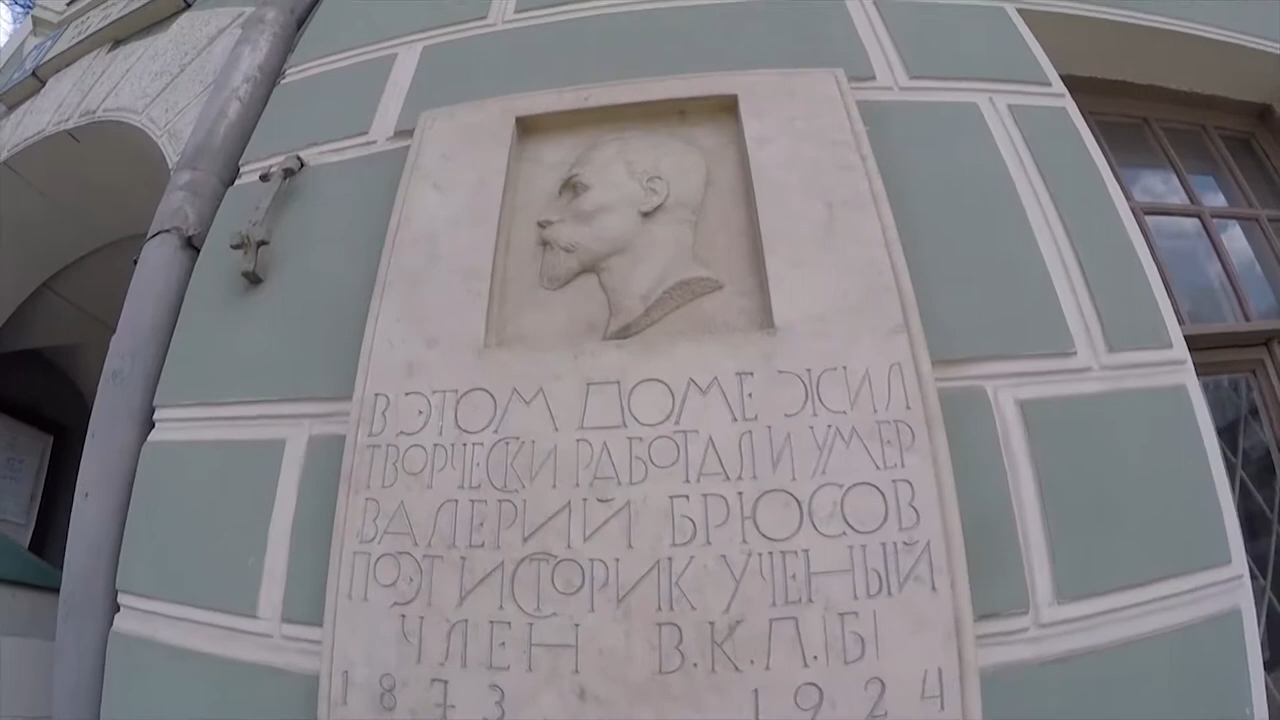 В ЭТОМ ДОМЕ ЖИЛ
ТВОРЧЕСКИ РАБОТАЛ И УМЕР
ВАЛЕРИЙ БРЮСОВ
ПОЭТ ИСТОРИК УЧЕНЫЙ
ЧЛЕН В.К.П.(Б)
1873 1924